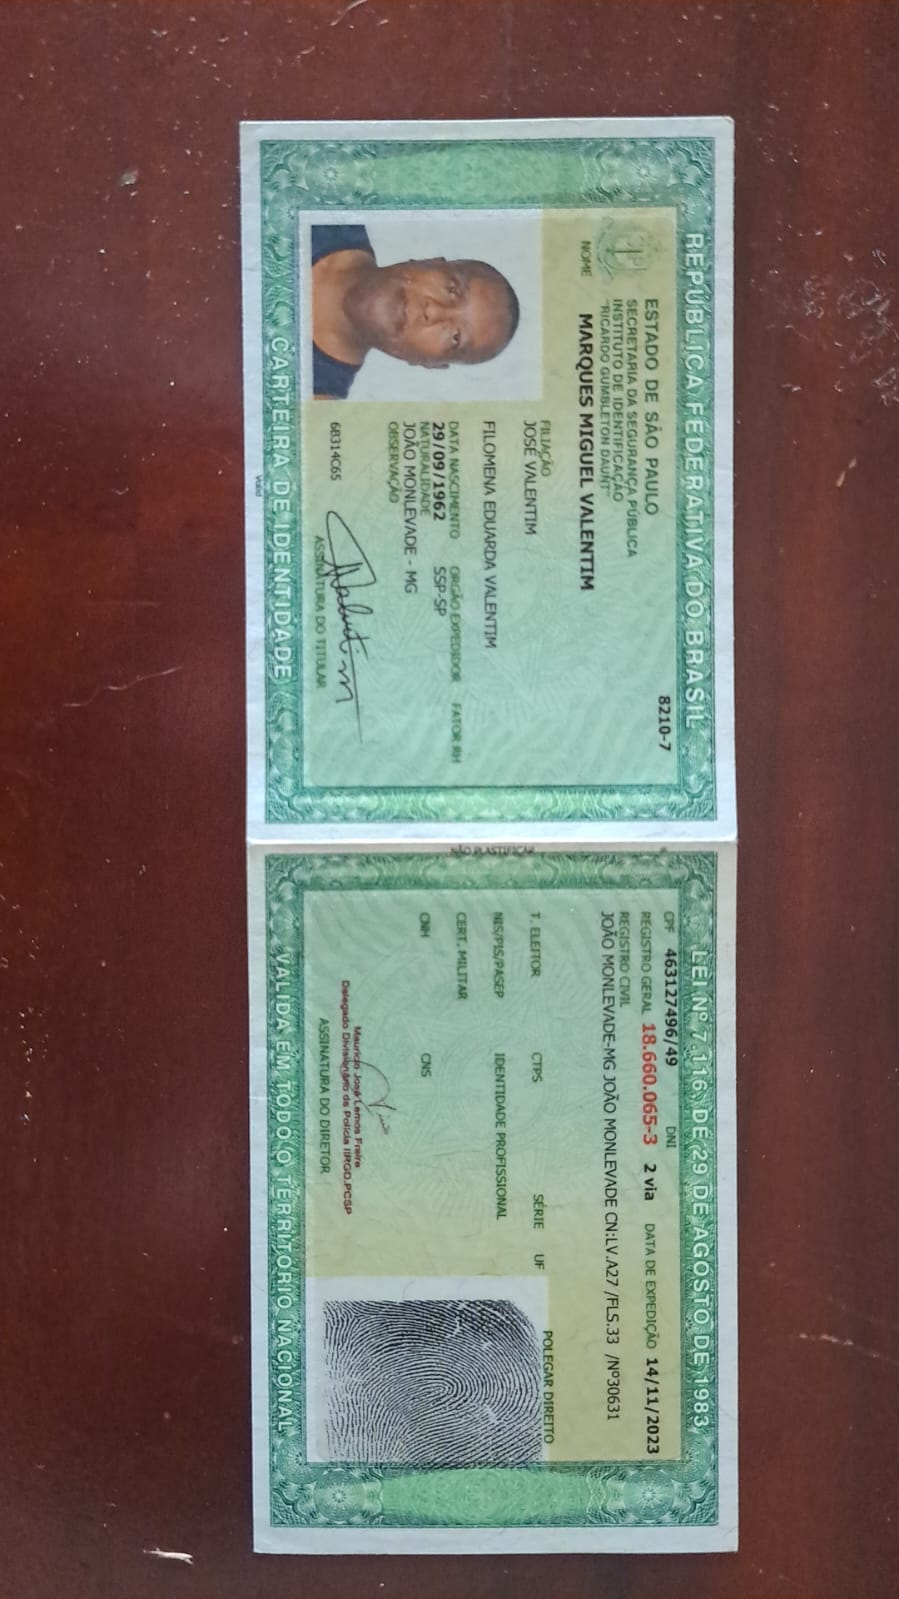 REPÚBLICA FEDERATIVA DO BRASIL
8210-7
ESTADO DE SÃO PAULO
SECRETARIA DA SEGURANÇA PÚBLICA
INSTITUTO DE IDENTIFICAÇÃO
"RICARDO GUMBLETON DAUNT"
NOME MARQUES MIGUEL VALENTIM
FILIAÇÃO
JOSÉ VALENTIM
FILOMENA EDUARDA VALENTIM
DATA NASCIMENTO ORGÃO EXPEDIDOR FATOR RH
29/09/1962 SSP-SP
NATURALIDADE
JOÃO MONLEVADE - MG
OBSERVAÇÃO
6B314C65
ASSINATURA DO TITULAR
CARTEIRA DE IDENTIDADE
Valid
NÃO PLASTIFICAR
LEI Nº 7.116, DE 29 DE AGOSTO DE 1983
CPF 463127496/49 DNI
REGISTRO GERAL 18.660.065-3 2 via DATA DE EXPEDIÇÃO 14/11/2023
REGISTRO CIVIL
JOÃO MONLEVADE-MG JOÃO MONLEVADE CN:LV.A27 /FLS.33 /Nº30631
T. ELEITOR CTPS SÉRIE UF
POLEGAR DIREITO
NIS/PIS/PASEP IDENTIDADE PROFISSIONAL
CERT. MILITAR
CNH CNS
Mauricio José Lemos Freire
Delegado Divisionário de Polícia IIRGD.PCSP
ASSINATURA DO DIRETOR
VÁLIDA EM TODO O TERRITÓRIO NACIONAL